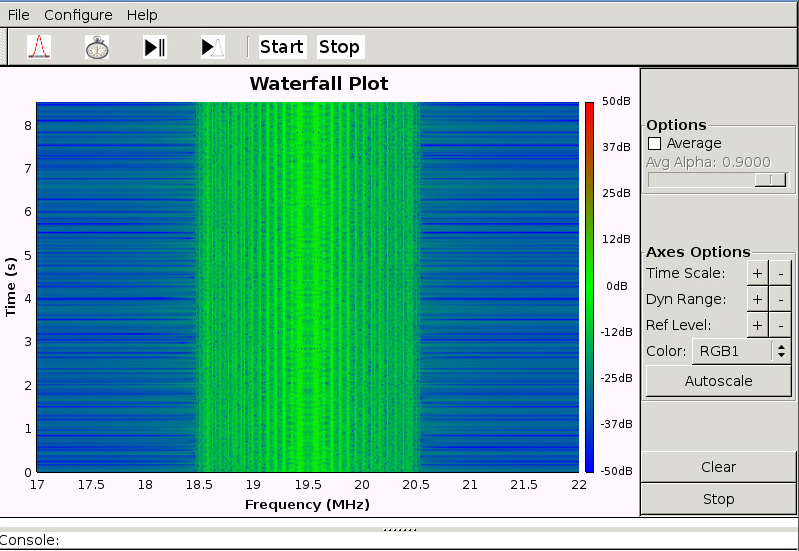 File Configure Help
Start Stop
Waterfall Plot
8
7
6
5
4
3
2
1
0
Time (s)
17 17.5 18 18.5 19 19.5 20 20.5 21 21.5 22
Frequency (MHz)
50dB
37dB
25dB
12dB
0dB
-12dB
-25dB
-37dB
-50dB
Options
Average
Avg Alpha: 0.9000
Axes Options
Time Scale: + -
Dyn Range: + -
Ref Level: + -
Color: RGB1
Autoscale
Clear
Stop
Console: